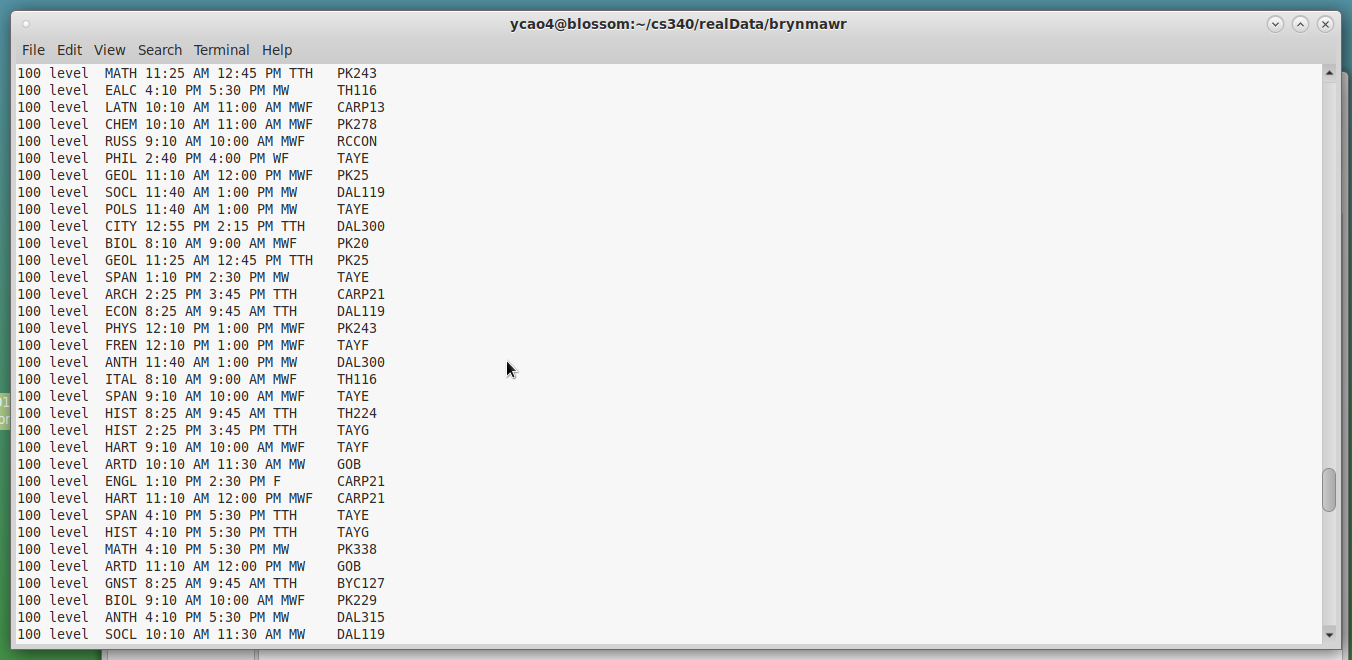 ycao4@blossom:~/cs340/realData/brynmawr
File Edit View Search Terminal Help
100 level  MATH 11:25 AM 12:45 PM TTH   PK243
100 level  EALC 4:10 PM 5:30 PM MW      TH116
100 level  LATN 10:10 AM 11:00 AM MWF   CARP13
100 level  CHEM 10:10 AM 11:00 AM MWF   PK278
100 level  RUSS 9:10 AM 10:00 AM MWF    RCCON
100 level  PHIL 2:40 PM 4:00 PM WF      TAYE
100 level  GEOL 11:10 AM 12:00 PM MWF   PK25
100 level  SOCL 11:40 AM 1:00 PM MW     DAL119
100 level  POLS 11:40 AM 1:00 PM MW     TAYE
100 level  CITY 12:55 PM 2:15 PM TTH    DAL300
100 level  BIOL 8:10 AM 9:00 AM MWF     PK20
100 level  GEOL 11:25 AM 12:45 PM TTH   PK25
100 level  SPAN 1:10 PM 2:30 PM MW      TAYE
100 level  ARCH 2:25 PM 3:45 PM TTH     CARP21
100 level  ECON 8:25 AM 9:45 AM TTH     DAL119
100 level  PHYS 12:10 PM 1:00 PM MWF    PK243
100 level  FREN 12:10 PM 1:00 PM MWF    TAYF
100 level  ANTH 11:40 AM 1:00 PM MW     DAL300
100 level  ITAL 8:10 AM 9:00 AM MWF     TH116
100 level  SPAN 9:10 AM 10:00 AM MWF    TAYE
100 level  HIST 8:25 AM 9:45 AM TTH     TH224
100 level  HIST 2:25 PM 3:45 PM TTH     TAYG
100 level  HART 9:10 AM 10:00 AM MWF    TAYF
100 level  ARTD 10:10 AM 11:30 AM MW    GOB
100 level  ENGL 1:10 PM 2:30 PM F       CARP21
100 level  HART 11:10 AM 12:00 PM MWF   CARP21
100 level  SPAN 4:10 PM 5:30 PM TTH     TAYE
100 level  HIST 4:10 PM 5:30 PM TTH     TAYG
100 level  MATH 4:10 PM 5:30 PM MW      PK338
100 level  ARTD 11:10 AM 12:00 PM MW    GOB
100 level  GNST 8:25 AM 9:45 AM TTH     BYC127
100 level  BIOL 9:10 AM 10:00 AM MWF    PK229
100 level  ANTH 4:10 PM 5:30 PM MW      DAL315
100 level  SOCL 10:10 AM 11:30 AM MW    DAL119